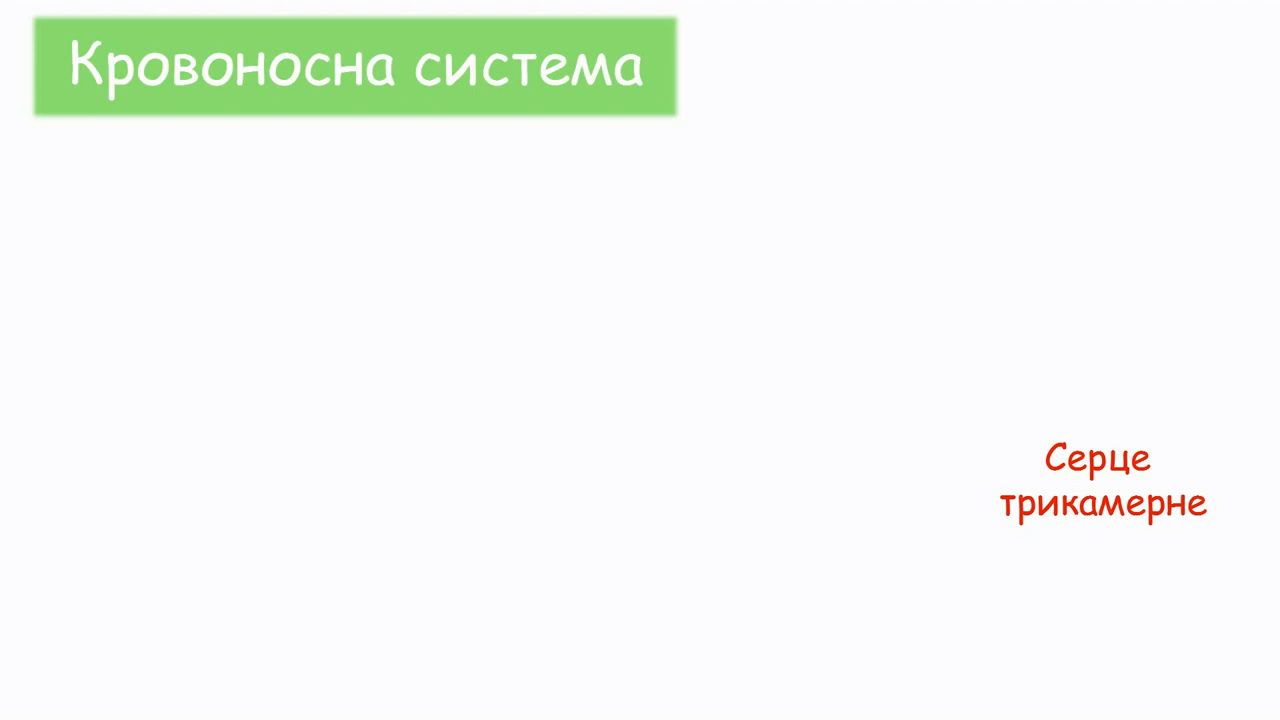 Кровоносна система
Серце
трикамерне